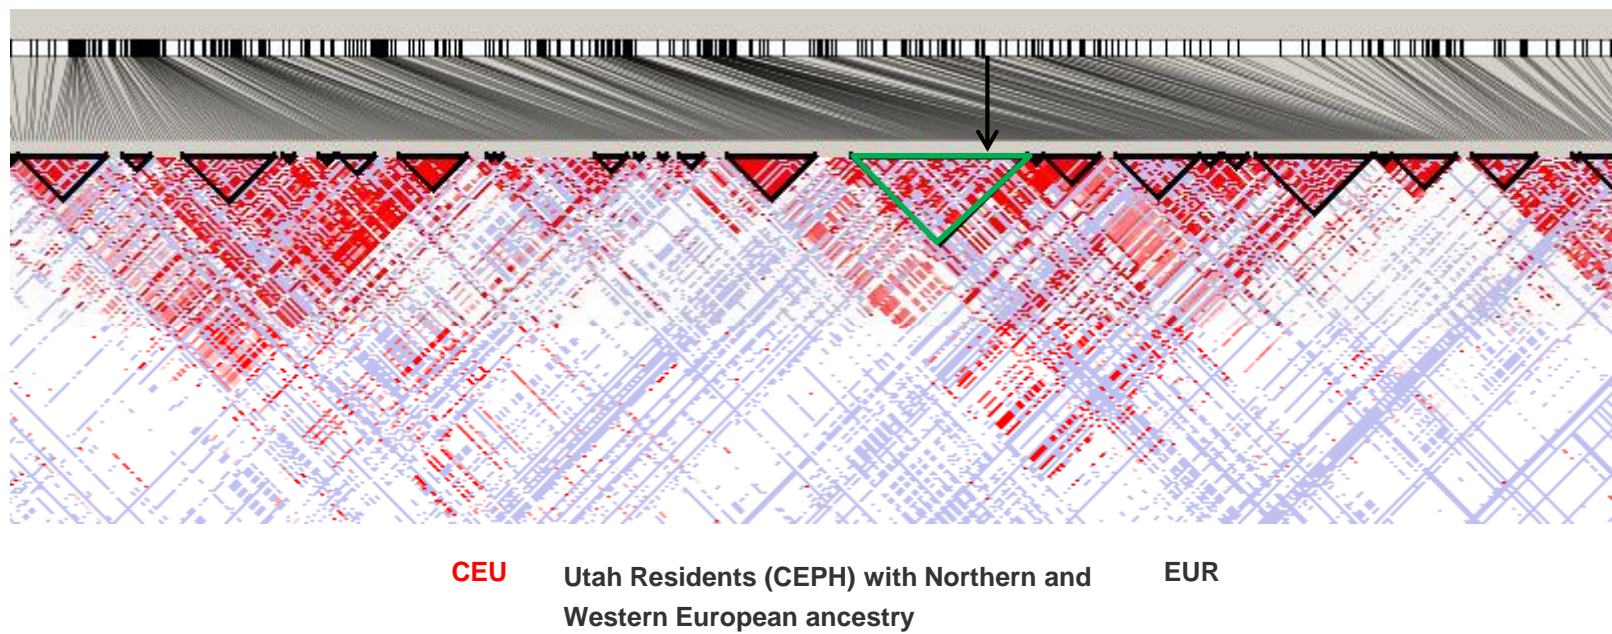 CEU Utah Residents (CEPH) with Northern and EUR
Western European ancestry